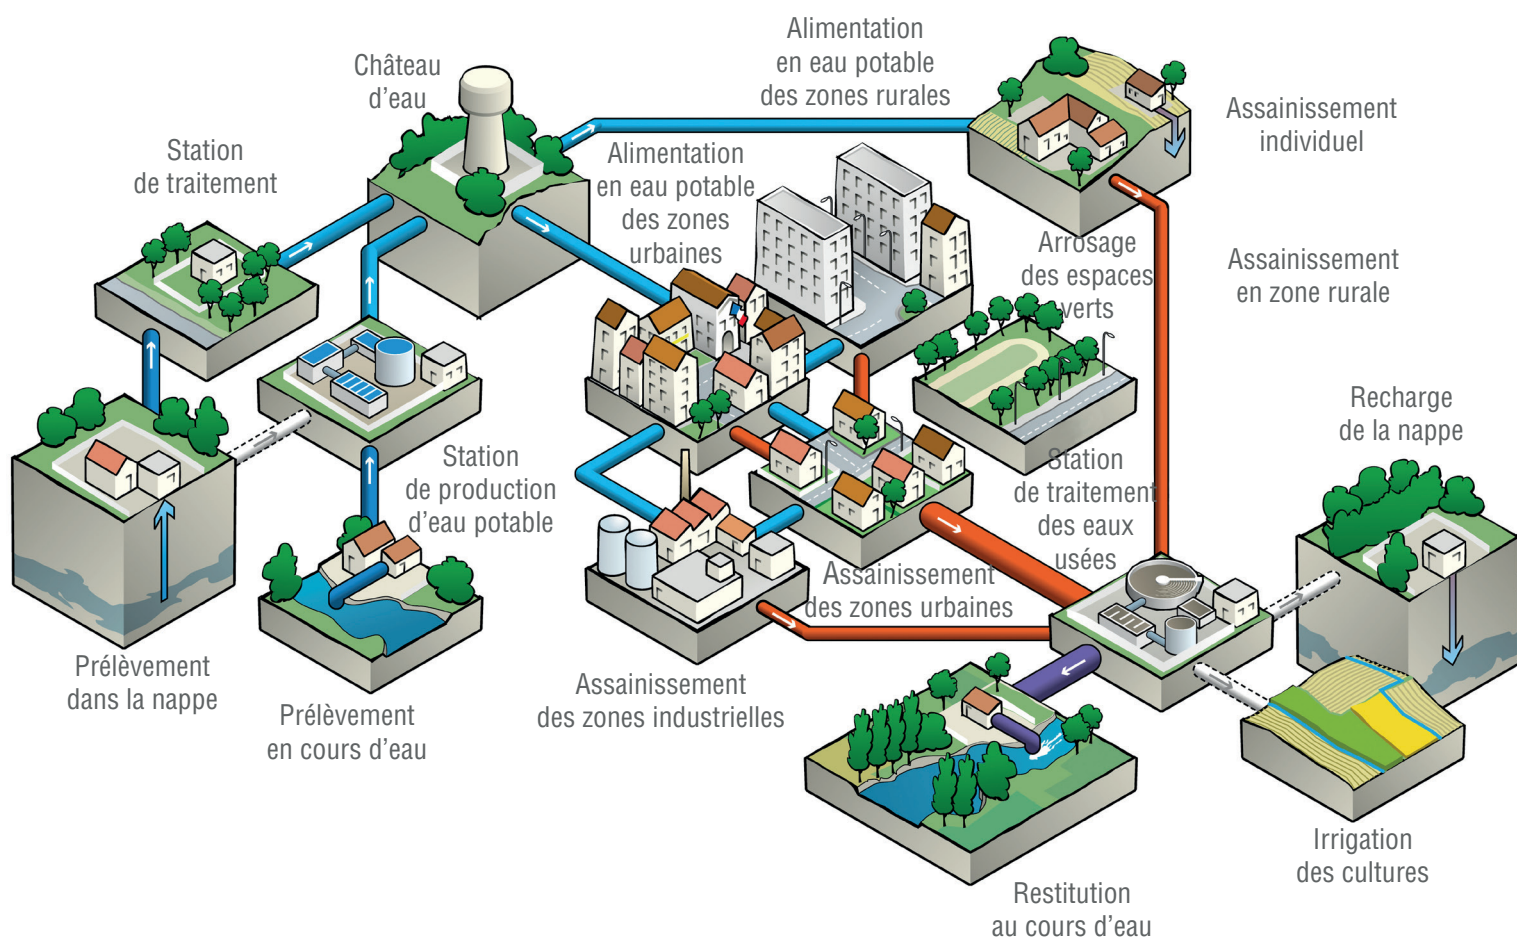 Alimentation
en eau potable
des zones rurales
Château
d'eau
Assainissement
individuel
Station
de traitement
Alimentation
en eau potable
des zones
urbaines
Arrosage
des espaces
verts
Assainissement
en zone rurale
Recharge
de la nappe
Station
de production
d'eau potable
Station
de traitement
des eaux
usées
Assainissement
des zones urbaines
Prélèvement
dans la nappe
Assainissement
des zones industrielles
Prélèvement
en cours d'eau
Irrigation
des cultures
Restitution
au cours d'eau